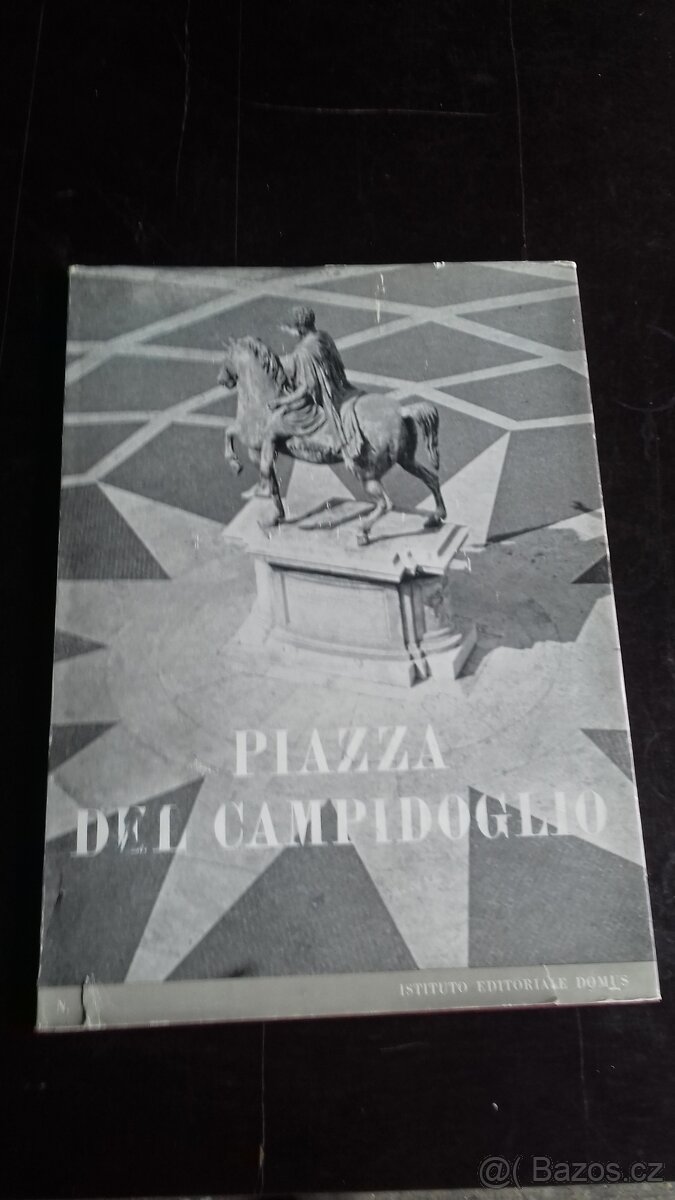 PIAZZA
DEL CAMPIDOGLIO
N.
ISTITUTO EDITORIALE DOMUS
@( Bazos.cz